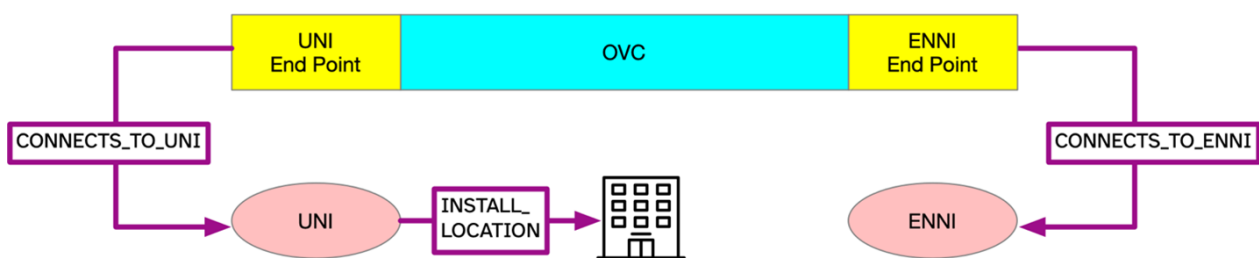 UNI
End Point
OVC
ENNI
End Point
CONNECTS_TO_UNI
CONNECTS_TO_ENNI
UNI
INSTALL_
LOCATION
ENNI